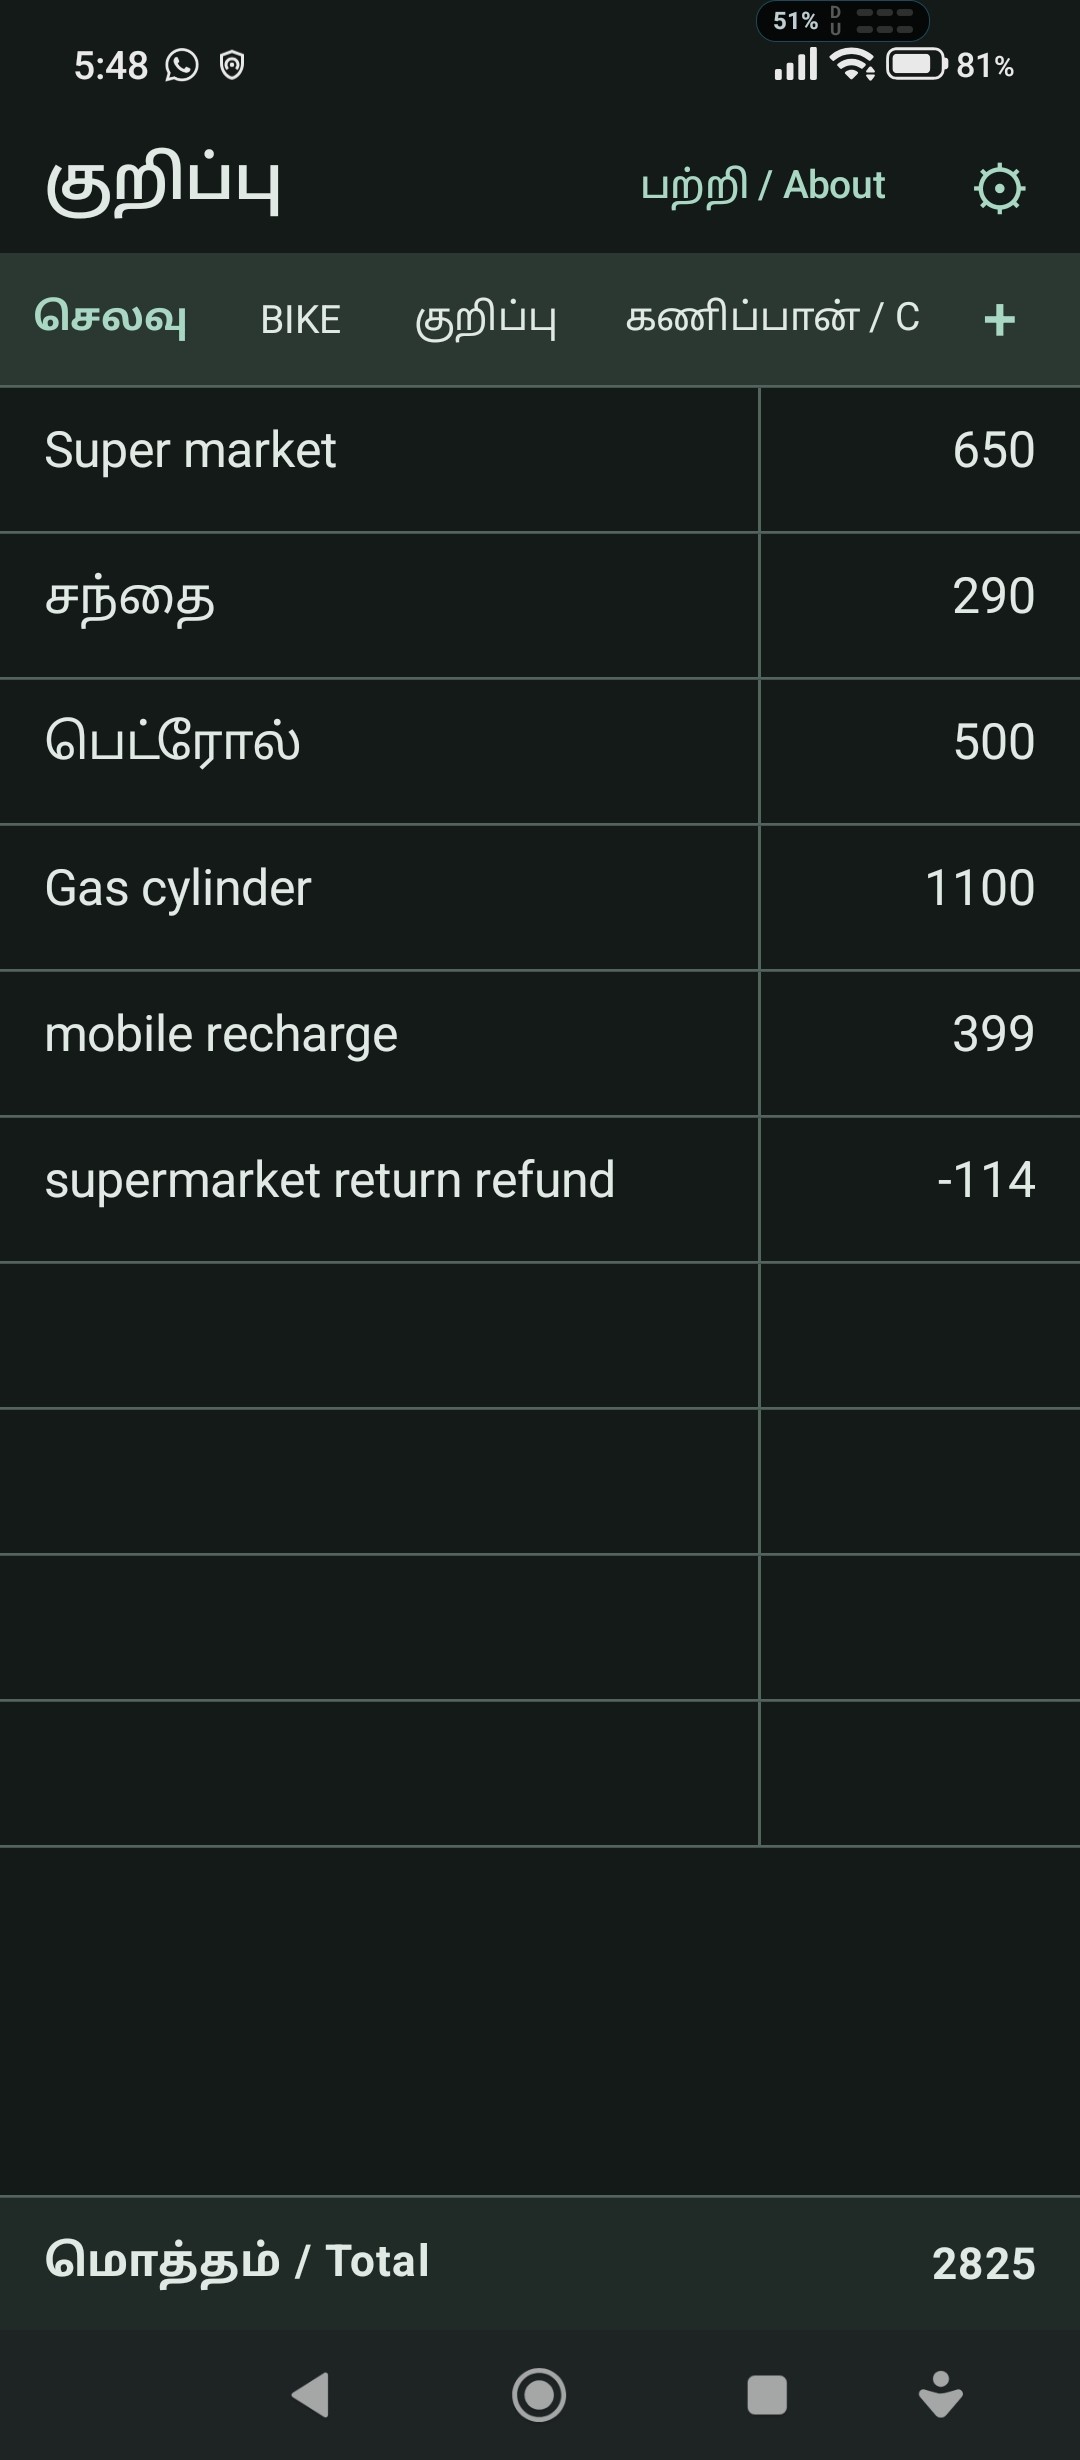 51% D U
5:48 81%
குறிப்பு பற்றி / About
செலவு BIKE குறிப்பு கணிப்பான் / C +
Super market 650
சந்தை 290
பெட்ரோல் 500
Gas cylinder 1100
mobile recharge 399
supermarket return refund -114
மொத்தம் / Total 2825